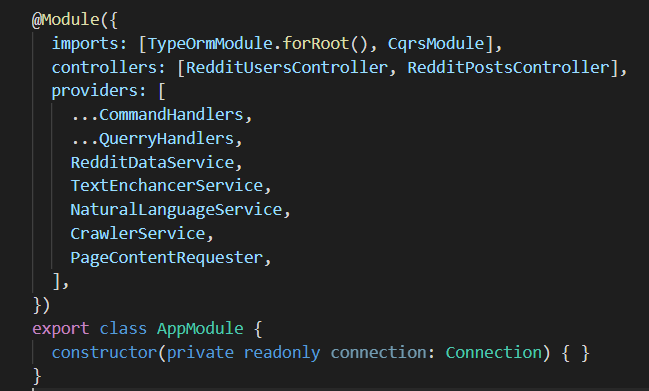 @Module({
imports: [TypeOrmModule.forRoot(), CqrsModule],
controllers: [RedditUsersController, RedditPostsController],
providers: [
...CommandHandlers,
...QuerryHandlers,
RedditDataService,
TextEnchancerService,
NaturalLanguageService,
CrawlerService,
PageContentRequester,
],
})
export class AppModule {
constructor(private readonly connection: Connection) { }
}